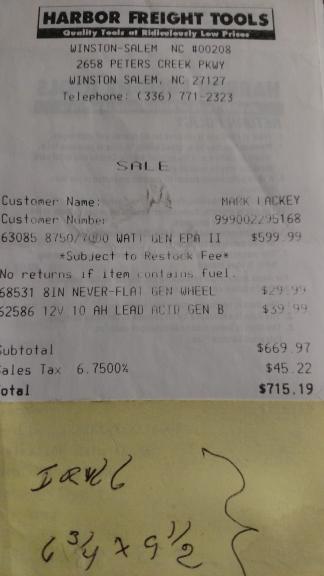 HARBOR FREIGHT TOOLS
Quality Tools at Ridiculously Low Prices
WINSTON-SALEM NC #00208
2658 PETERS CREEK PKWY
WINSTON SALEM, NC 27127
Telephone: (336) 771-2323
SALE
Customer Name: MARK LACKEY
Customer Number 999002295168
63085 8750/7000 WATT GEN EPA II $599.99
*Subject to Restock Fee*
No returns if item contains fuel.
68531 8IN NEVER-FLAT GEN WHEEL $29.99
62586 12V 10 AH LEAD ACID GEN B $39.99
Subtotal $669.97
Sales Tax 6.7500% $45.22
Total $715.19
6 3/4 x 9 1/2